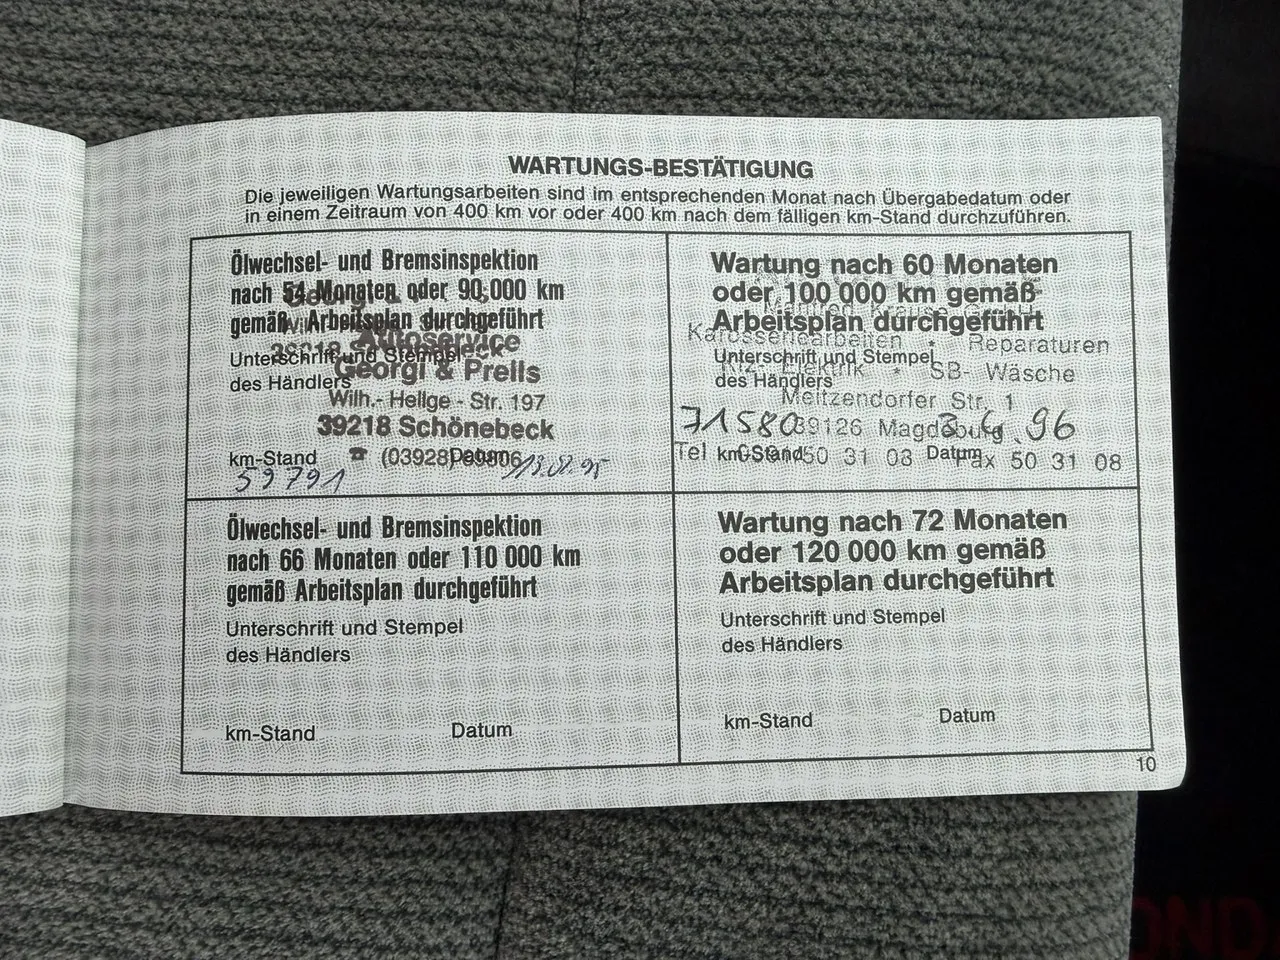 WARTUNGS-BESTÄTIGUNG
Die jeweiligen Wartungsarbeiten sind im entsprechenden Monat nach Übergabedatum oder
in einem Zeitraum von 400 km vor oder 400 km nach dem fälligen km-Stand durchzuführen.
Ölwechsel- und Bremsinspektion
nach 54 Monaten oder 90 000 km
gemäß Arbeitsplan durchgeführt
Unterschrift und Stempel
des Händlers
Autoservice
Georgi & Prells
Wilh.- Hellge - Str. 197
39218 Schönebeck
☎ (03928)
km-Stand Datum
59791
Wartung nach 60 Monaten
oder 100 000 km gemäß
Arbeitsplan durchgeführt
Unterschrift und Stempel
des Händlers
Karosseriearbeiten * Reparaturen
Kfz- Elektrik * SB- Wäsche
Meitzendorfer Str. 1
39126 Magdeburg
Tel 50 31 08 Fax 50 31 08
km-Stand Datum
71580 3.4.96
Ölwechsel- und Bremsinspektion
nach 66 Monaten oder 110 000 km
gemäß Arbeitsplan durchgeführt
Unterschrift und Stempel
des Händlers
km-Stand Datum
Wartung nach 72 Monaten
oder 120 000 km gemäß
Arbeitsplan durchgeführt
Unterschrift und Stempel
des Händlers
km-Stand Datum
10